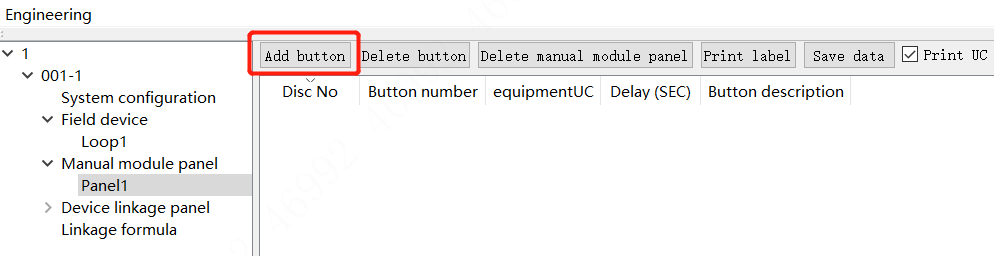 Engineering
1
001-1
System configuration
Field device
Loop1
Manual module panel
Panel1
Device linkage panel
Linkage formula
Add button Delete button Delete manual module panel Print label Save data Print UC
Disc No Button number equipmentUC Delay (SEC) Button description
16992